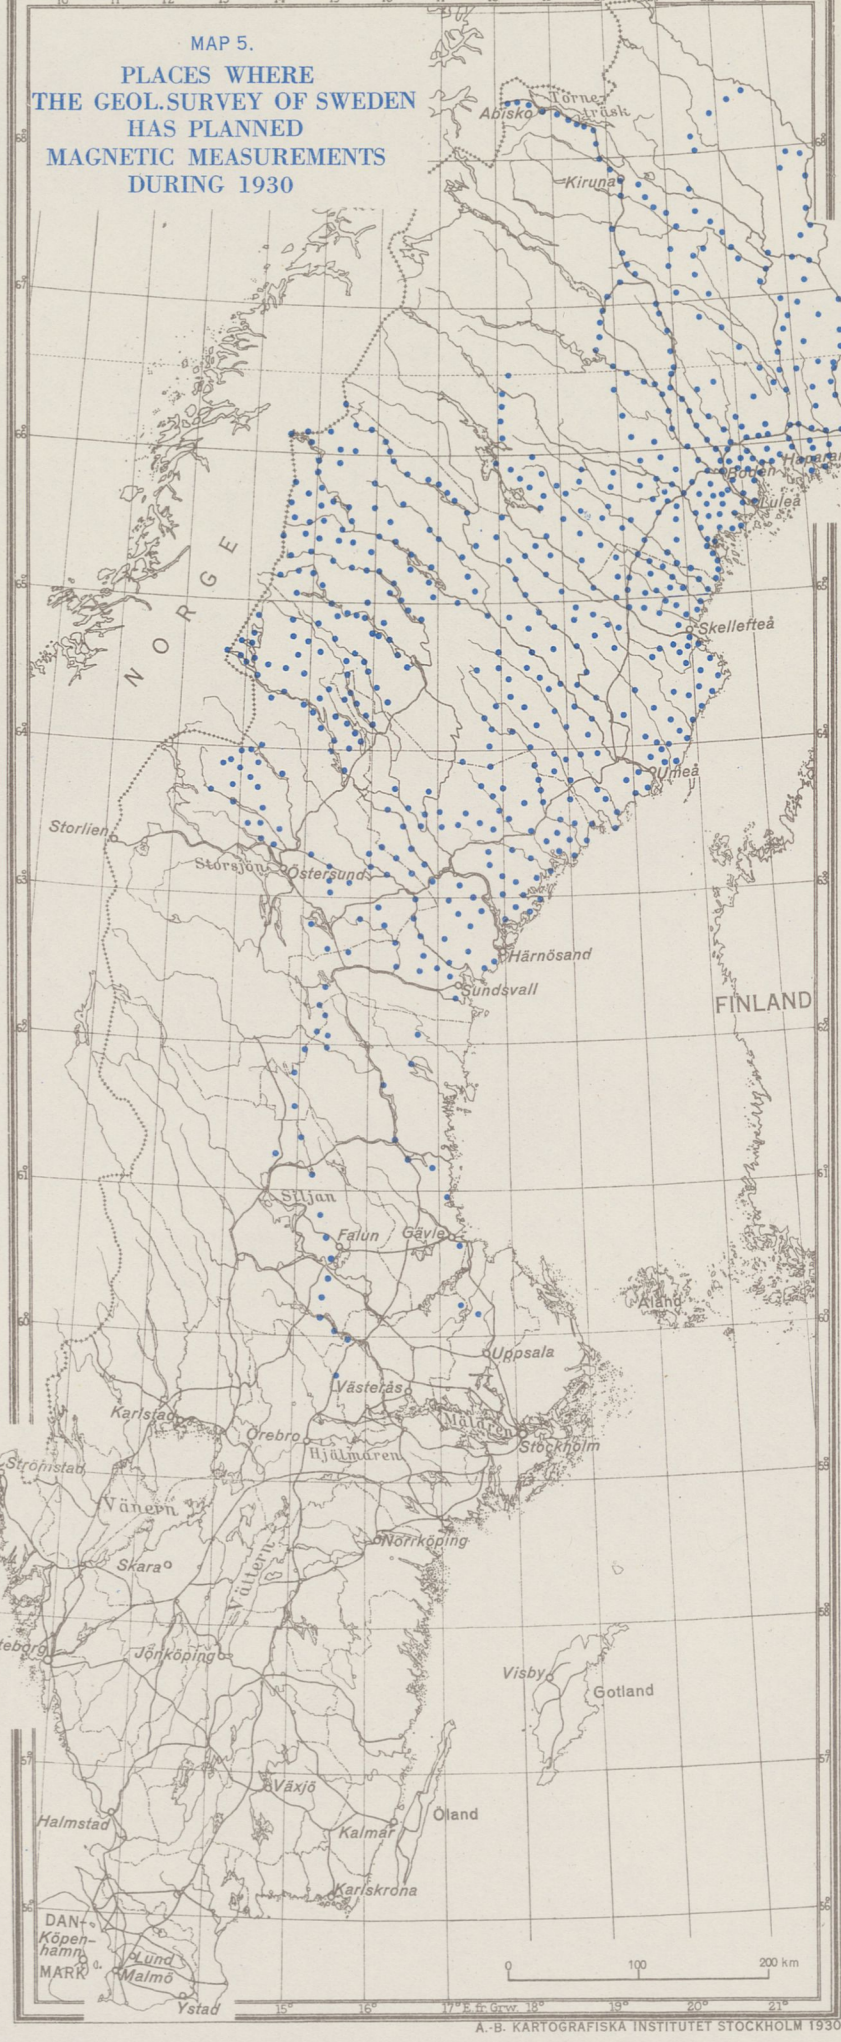 MAP 5.
PLACES WHERE
THE GEOL. SURVEY OF SWEDEN
HAS PLANNED
MAGNETIC MEASUREMENTS
DURING 1930
Abisko
Torne-
träsk
Kiruna
Boden
Haparan
Luleå
NORGE
Skellefteå
Umeå
Storlien
Storsjön
Östersund
Härnösand
Sundsvall
FINLAND
Siljan
Falun
Gävle
Åland
Uppsala
Västerås
Karlstad
Mälaren
Örebro
Stockholm
Hjälmaren
Strömstad
Vänern
Norrköping
Skara
Vättern
teborg
Jönköping
Visby
Gotland
Växjö
Öland
Halmstad
Kalmar
Karlskrona
DAN-
Köpen-
hamn
MARK
Lund
Malmö
Ystad
0 100 200 km
15° 16° 17° E. fr. Grw. 18° 19° 20° 21°
A.-B. KARTOGRAFISKA INSTITUTET STOCKHOLM 1930